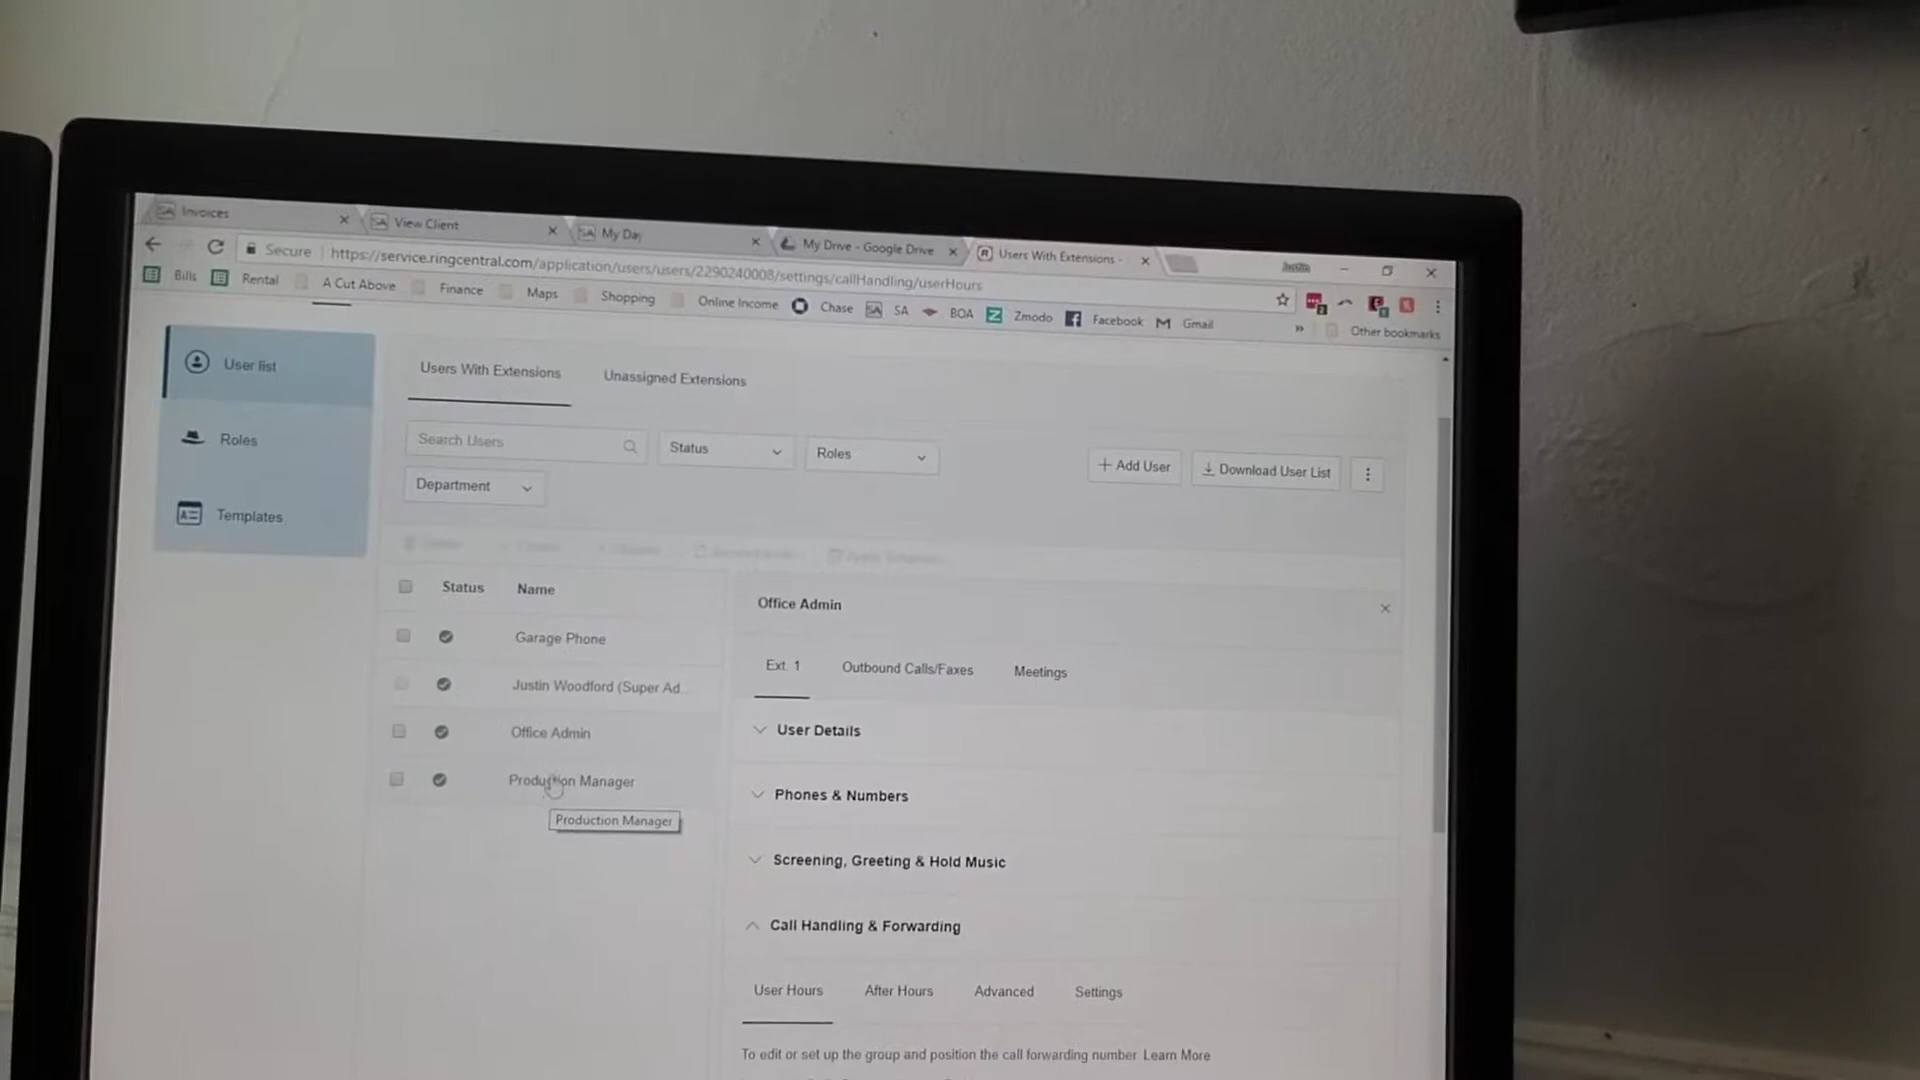 Invoices
View Client
My Day
My Drive - Google Drive
Users With Extensions -
Secure
https://service.ringcentral.com/application/users/users/2290240008/settings/callHandling/userHours
Bills
Rental
A Cut Above
Finance
Maps
Shopping
Online Income
Chase
SA
BOA
Zmodo
Facebook
Gmail
»
Other bookmarks
User list
Roles
Templates
Users With Extensions
Unassigned Extensions
Search Users
Status
Roles
+ Add User
Download User List
Department
Status
Name
Garage Phone
Justin Woodford (Super Ad...
Office Admin
Production Manager
Production Manager
Office Admin
Ext. 1
Outbound Calls/Faxes
Meetings
User Details
Phones & Numbers
Screening, Greeting & Hold Music
Call Handling & Forwarding
User Hours
After Hours
Advanced
Settings
To edit or set up the group and position the call forwarding number Learn More